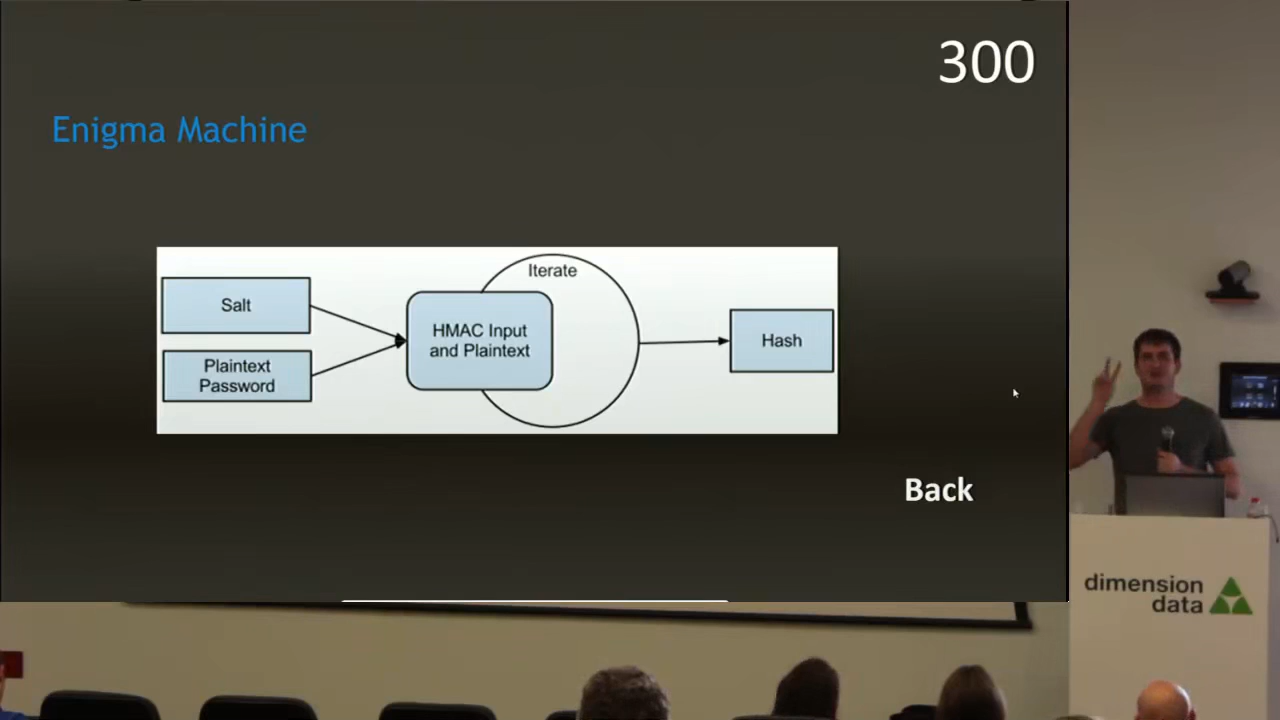 300
Enigma Machine
Iterate
Salt
HMAC Input
and Plaintext
Hash
Plaintext
Password
Back
dimension
data